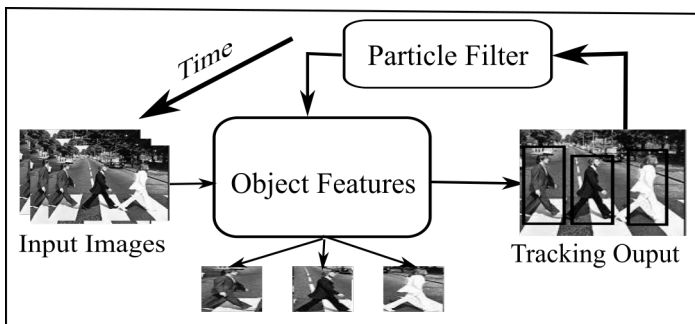 Time
Particle Filter
Object Features
Input Images
Tracking Ouput